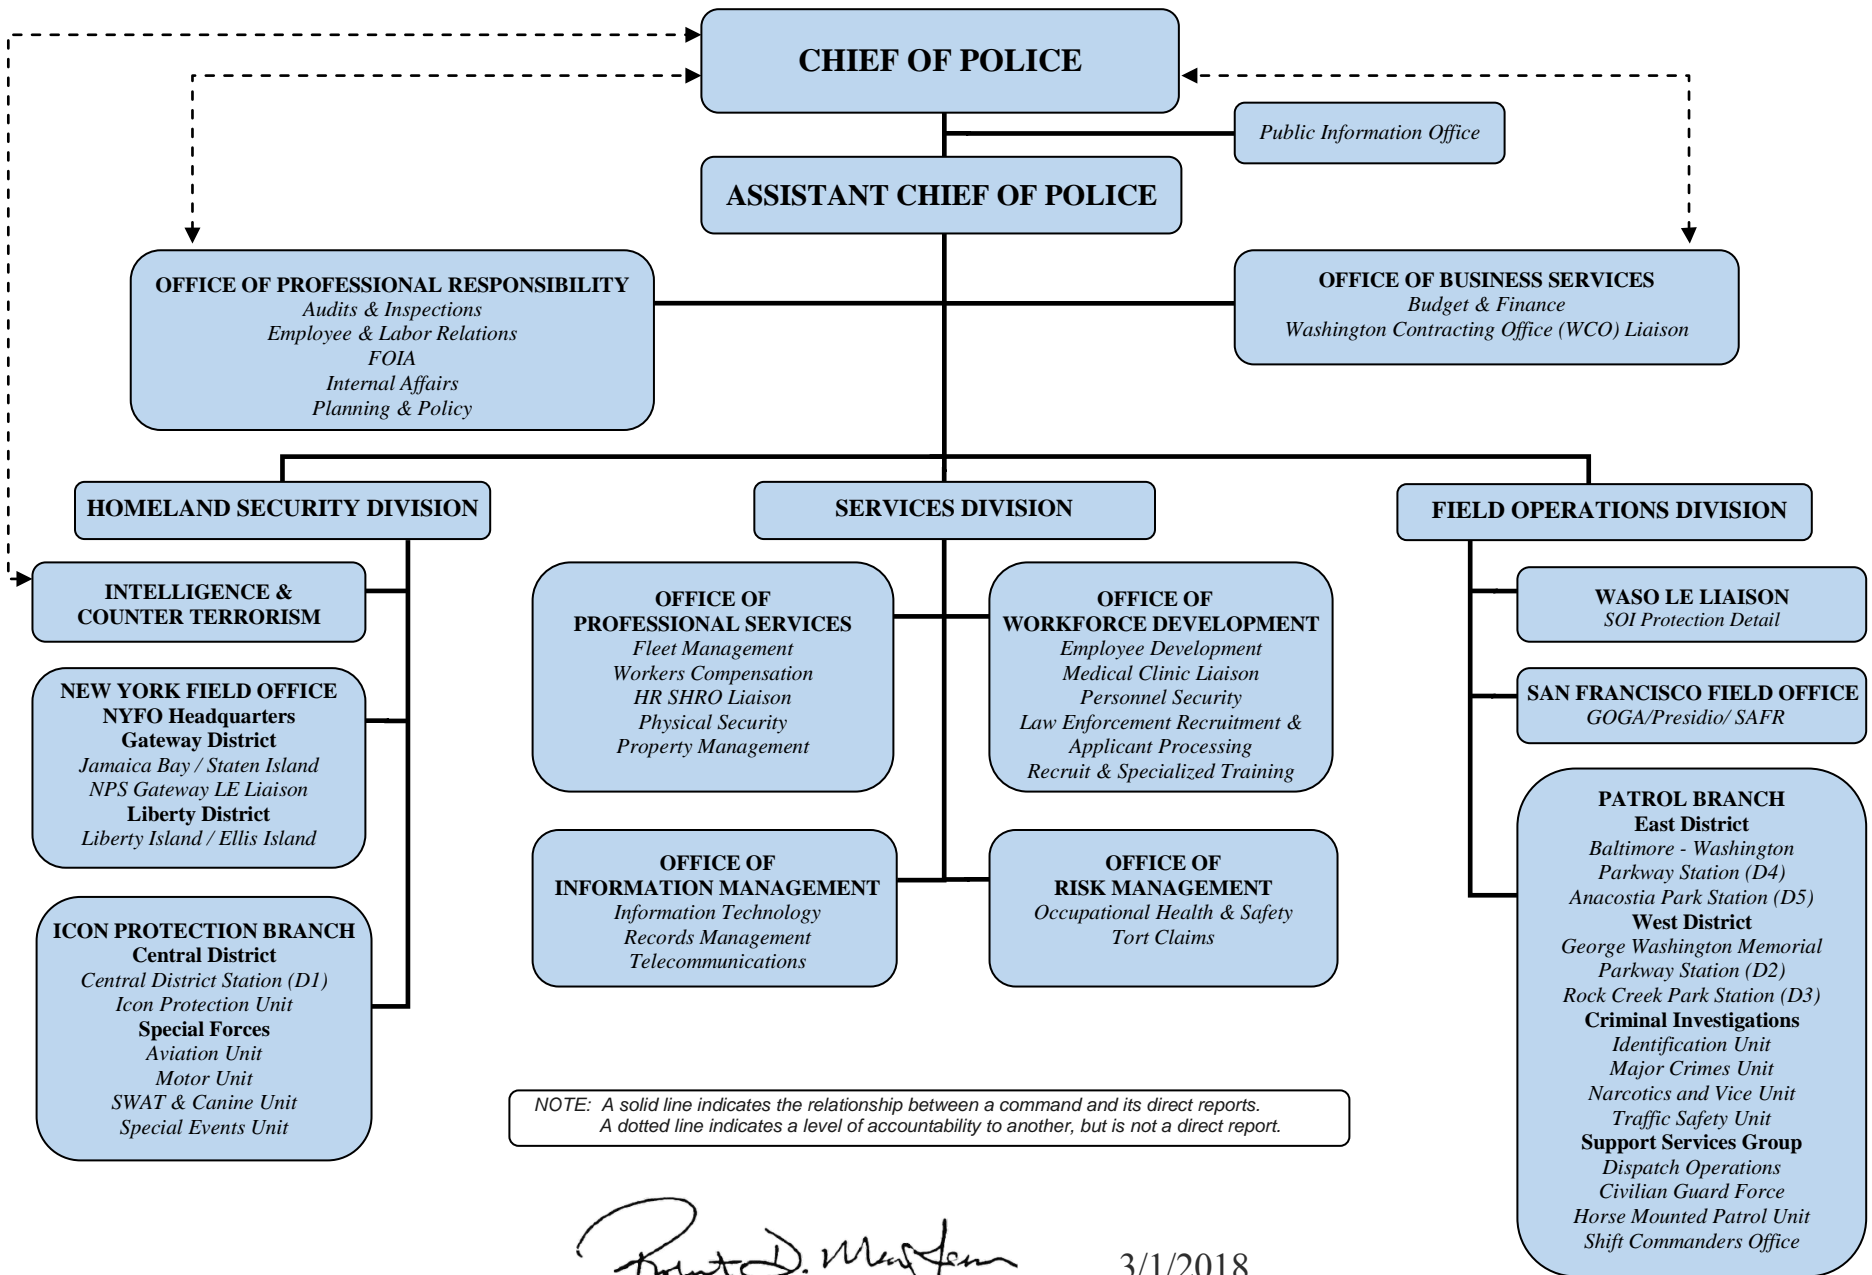 CHIEF OF POLICE
Public Information Office
ASSISTANT CHIEF OF POLICE
OFFICE OF PROFESSIONAL RESPONSIBILITY
Audits & Inspections
Employee & Labor Relations
FOIA
Internal Affairs
Planning & Policy
OFFICE OF BUSINESS SERVICES
Budget & Finance
Washington Contracting Office (WCO) Liaison
HOMELAND SECURITY DIVISION
INTELLIGENCE &
COUNTER TERRORISM
NEW YORK FIELD OFFICE
NYFO Headquarters
Gateway District
Jamaica Bay / Staten Island
NPS Gateway LE Liaison
Liberty District
Liberty Island / Ellis Island
ICON PROTECTION BRANCH
Central District
Central District Station (D1)
Icon Protection Unit
Special Forces
Aviation Unit
Motor Unit
SWAT & Canine Unit
Special Events Unit
SERVICES DIVISION
OFFICE OF
PROFESSIONAL SERVICES
Fleet Management
Workers Compensation
HR SHRO Liaison
Physical Security
Property Management
OFFICE OF
WORKFORCE DEVELOPMENT
Employee Development
Medical Clinic Liaison
Personnel Security
Law Enforcement Recruitment &
Applicant Processing
Recruit & Specialized Training
OFFICE OF
INFORMATION MANAGEMENT
Information Technology
Records Management
Telecommunications
OFFICE OF
RISK MANAGEMENT
Occupational Health & Safety
Tort Claims
FIELD OPERATIONS DIVISION
WASO LE LIAISON
SOI Protection Detail
SAN FRANCISCO FIELD OFFICE
GOGA/Presidio/ SAFR
PATROL BRANCH
East District
Baltimore - Washington
Parkway Station (D4)
Anacostia Park Station (D5)
West District
George Washington Memorial
Parkway Station (D2)
Rock Creek Park Station (D3)
Criminal Investigations
Identification Unit
Major Crimes Unit
Narcotics and Vice Unit
Traffic Safety Unit
Support Services Group
Dispatch Operations
Civilian Guard Force
Horse Mounted Patrol Unit
Shift Commanders Office
NOTE: A solid line indicates the relationship between a command and its direct reports.
A dotted line indicates a level of accountability to another, but is not a direct report.
Robert D.
3/1/2018